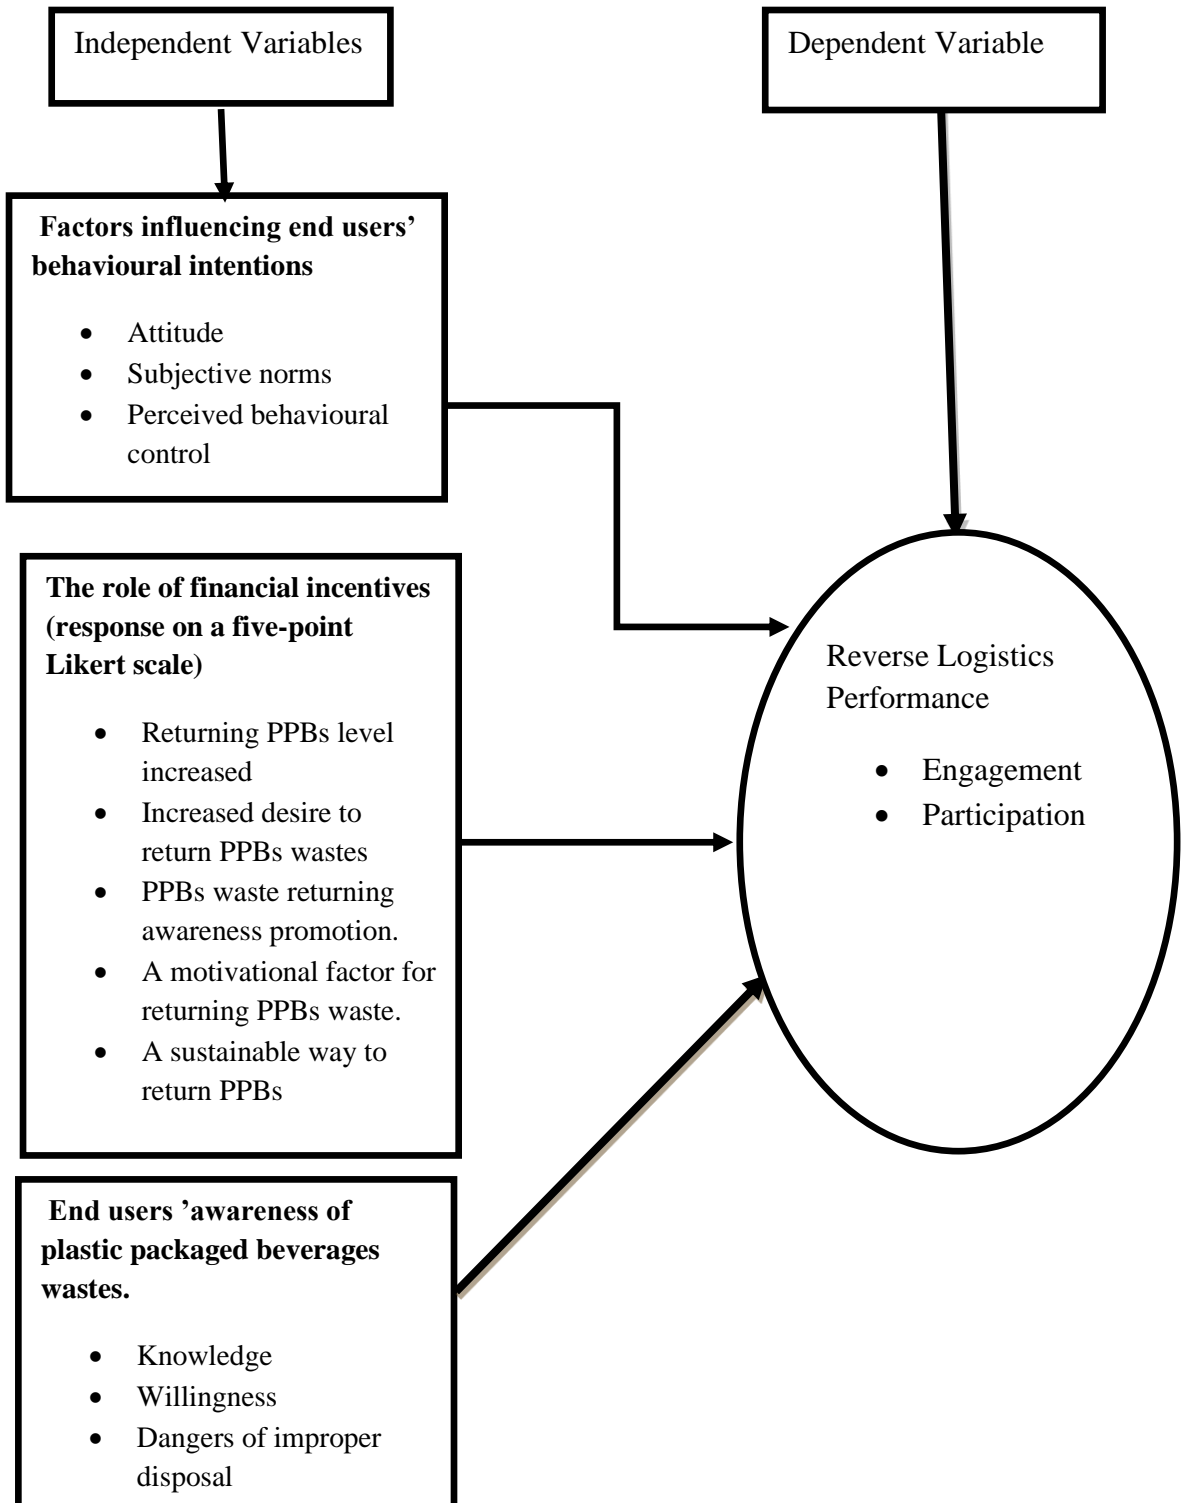 Independent Variables
Dependent Variable
Factors influencing end users’
behavioural intentions
• Attitude
• Subjective norms
• Perceived behavioural
control
The role of financial incentives
(response on a five-point
Likert scale)
• Returning PPBs level
increased
• Increased desire to
return PPBs wastes
• PPBs waste returning
awareness promotion.
• A motivational factor for
returning PPBs waste.
• A sustainable way to
return PPBs
Reverse Logistics
Performance
• Engagement
• Participation
End users ’awareness of
plastic packaged beverages
wastes.
• Knowledge
• Willingness
• Dangers of improper
disposal